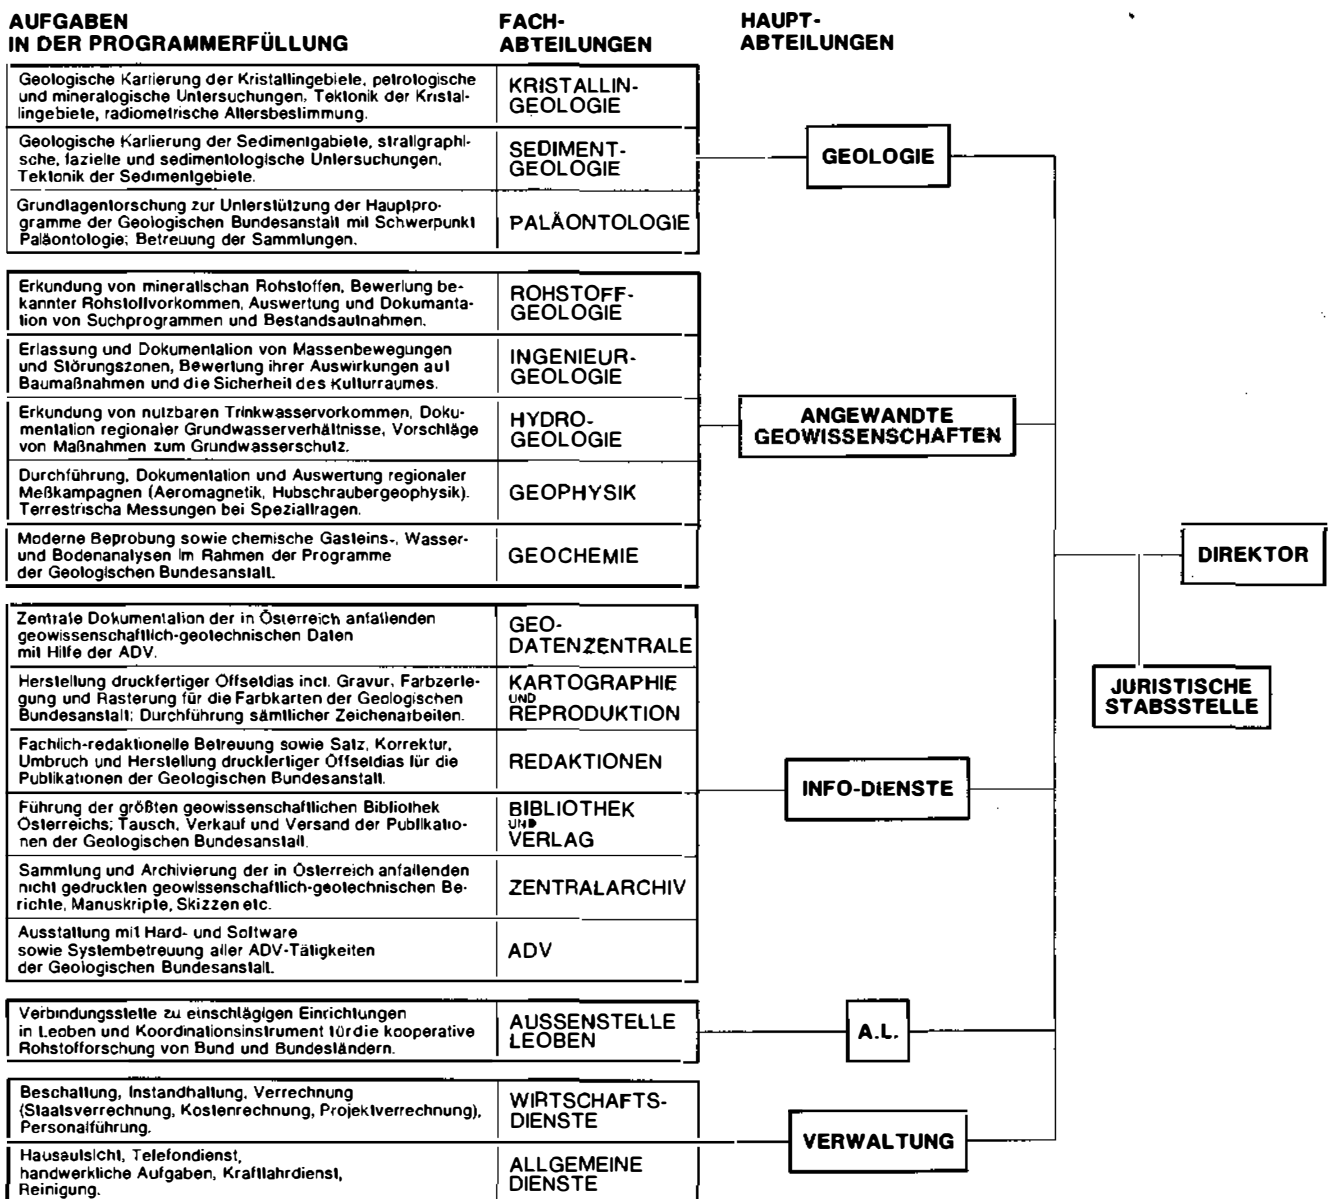 AUFGABEN
IN DER PROGRAMMERFÜLLUNG
FACH-
ABTEILUNGEN
HAUPT-
ABTEILUNGEN
Geologische Kartierung der Kristallingebiete, petrologische
und mineralogische Untersuchungen, Tektonik der Kristal-
lingebiete, radiometrische Altersbestimmung.
KRISTALLIN-
GEOLOGIE
Geologische Kartierung der Sedimentgabiete, stratigraphi-
sche, fazielle und sedimentologische Untersuchungen,
Tektonik der Sedimentgebiete.
SEDIMENT-
GEOLOGIE
Grundlagenforschung zur Unterstützung der Hauptpro-
gramme der Geologischen Bundesanstalt mit Schwerpunkt
Paläontologie; Betreuung der Sammlungen.
PALÄONTOLOGIE
GEOLOGIE
Erkundung von mineralischan Rohstoffen, Bewertung be-
kannter Rohstoffvorkommen, Auswertung und Dokumanta-
tion von Suchprogrammen und Bestandsaufnahmen.
ROHSTOFF-
GEOLOGIE
Erfassung und Dokumentation von Massenbewegungen
und Störungszonen, Bewertung ihrer Auswirkungen auf
Baumaßnahmen und die Sicherheit des Kulturraumes.
INGENIEUR-
GEOLOGIE
Erkundung von nutzbaren Trinkwasservorkommen, Doku-
mentation regionaler Grundwasserverhältnisse, Vorschläge
von Maßnahmen zum Grundwasserschutz.
HYDRO-
GEOLOGIE
Durchführung, Dokumentation und Auswertung regionaler
Meßkampagnen (Aeromagnetik, Hubschraubergeophysik).
Terrestrischa Messungen bei Spezialfragen.
GEOPHYSIK
Moderne Beprobung sowie chemische Gasteins-, Wasser-
und Bodenanalysen im Rahmen der Programme
der Geologischen Bundesanstalt.
GEOCHEMIE
ANGEWANDTE
GEOWISSENSCHAFTEN
DIREKTOR
JURISTISCHE
STABSSTELLE
Zentrale Dokumentation der in Österreich anfallenden
geowissenschaftlich-geotechnischen Daten
mit Hilfe der ADV.
GEO-
DATENZENTRALE
Herstellung druckfertiger Offsetdias incl. Gravur, Farbzerle-
gung und Rasterung für die Farbkarten der Geologischen
Bundesanstalt; Durchführung sämtlicher Zeichenarbeiten.
KARTOGRAPHIE
UND
REPRODUKTION
Fachlich-redaktionelle Betreuung sowie Satz, Korrektur,
Umbruch und Herstellung druckfertiger Offsetdias für die
Publikationen der Geologischen Bundesanstalt.
REDAKTIONEN
Führung der größten geowissenschaftlichen Bibliothek
Österreichs; Tausch, Verkauf und Versand der Publikatio-
nen der Geologischen Bundesanstalt.
BIBLIOTHEK
UND
VERLAG
Sammlung und Archivierung der in Österreich anfallenden
nicht gedruckten geowissenschaftlich-geotechnischen Be-
richte, Manuskripte, Skizzen etc.
ZENTRALARCHIV
Ausstattung mit Hard- und Software
sowie Systembetreuung aller ADV-Tätigkeiten
der Geologischen Bundesanstalt.
ADV
INFO-DIENSTE
Verbindungsstelle zu einschlägigen Einrichtungen
in Leoben und Koordinationsinstrument für die kooperative
Rohstofforschung von Bund und Bundesländern.
AUSSENSTELLE
LEOBEN
A.L.
Beschaffung, Instandhaltung, Verrechnung
(Staatsverrechnung, Kostenrechnung, Projektverrechnung),
Personalführung.
WIRTSCHAFTS-
DIENSTE
Hausaufsicht, Telefondienst,
handwerkliche Aufgaben, Kraftfahrdienst,
Reinigung.
ALLGEMEINE
DIENSTE
VERWALTUNG